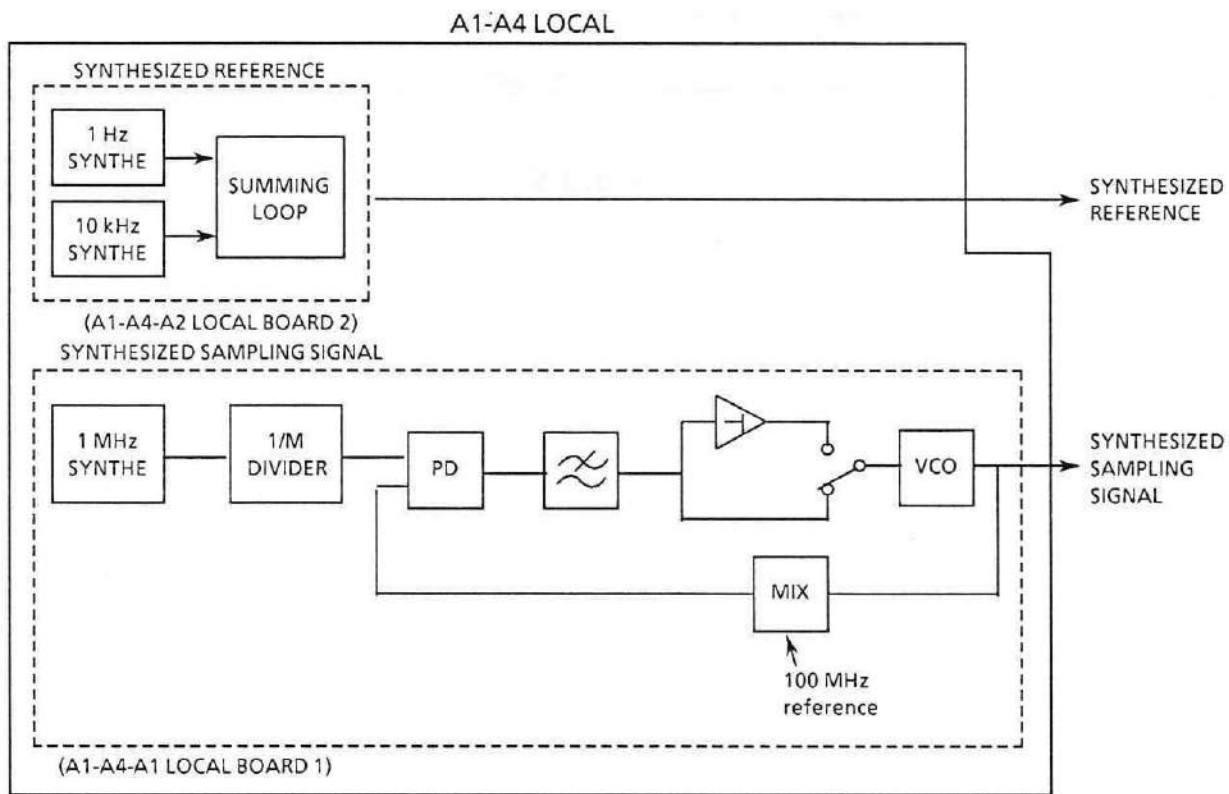 A1-A4 LOCAL
SYNTHESIZED REFERENCE
1 Hz
SYNTHE
10 kHz
SYNTHE
SUMMING
LOOP
SYNTHESIZED
REFERENCE
(A1-A4-A2 LOCAL BOARD 2)
SYNTHESIZED SAMPLING SIGNAL
1 MHz
SYNTHE
1/M
DIVIDER
PD
VCO
SYNTHESIZED
SAMPLING
SIGNAL
MIX
100 MHz
reference
(A1-A4-A1 LOCAL BOARD 1)